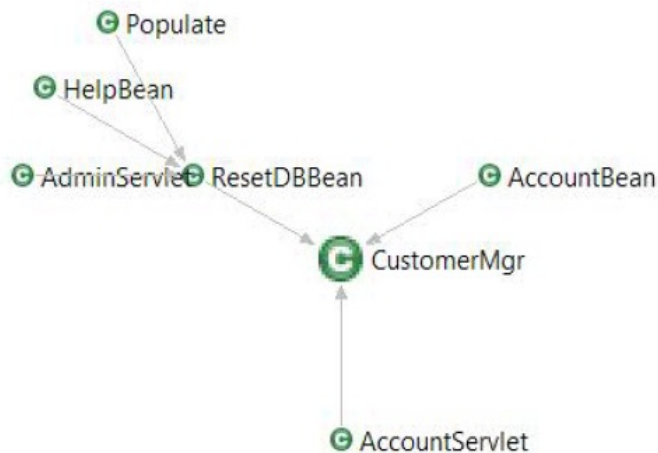 C Populate
C HelpBean
C AdminServlet C ResetDBBean
C AccountBean
C CustomerMgr
C AccountServlet